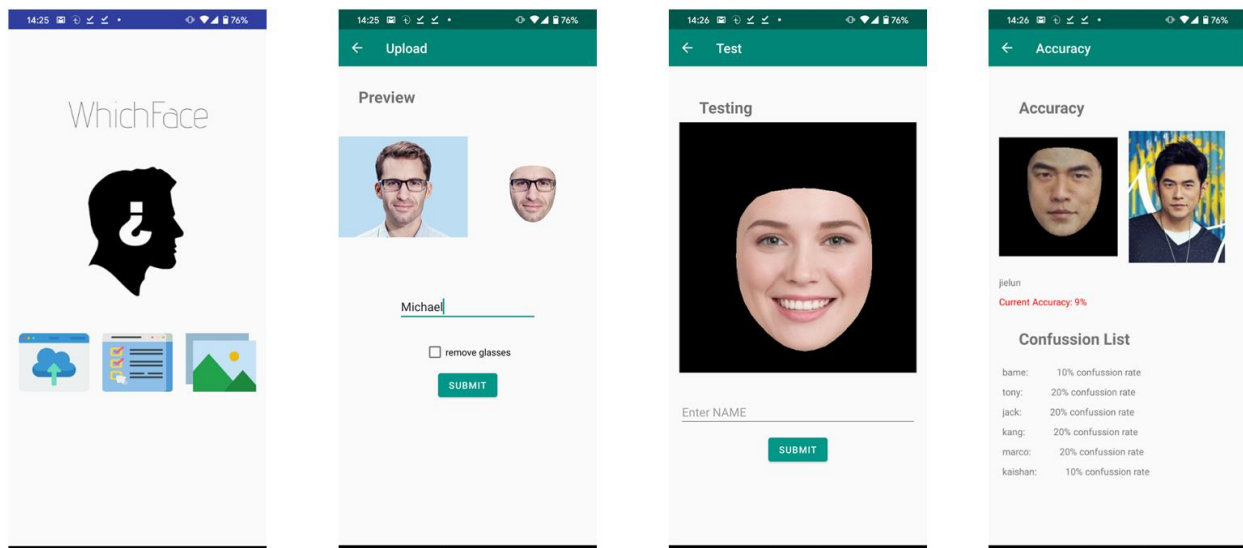 14:25
76%
WhichFace
14:25
76%
Upload
Preview
Michael
remove glasses
SUBMIT
14:26
76%
Test
Testing
Enter NAME
SUBMIT
14:26
76%
Accuracy
Accuracy
jielun
Current Accuracy: 9%
Confussion List
bame: 10% confussion rate
tony: 20% confussion rate
jack: 20% confussion rate
kang: 20% confussion rate
marco: 20% confussion rate
kaishan: 10% confussion rate